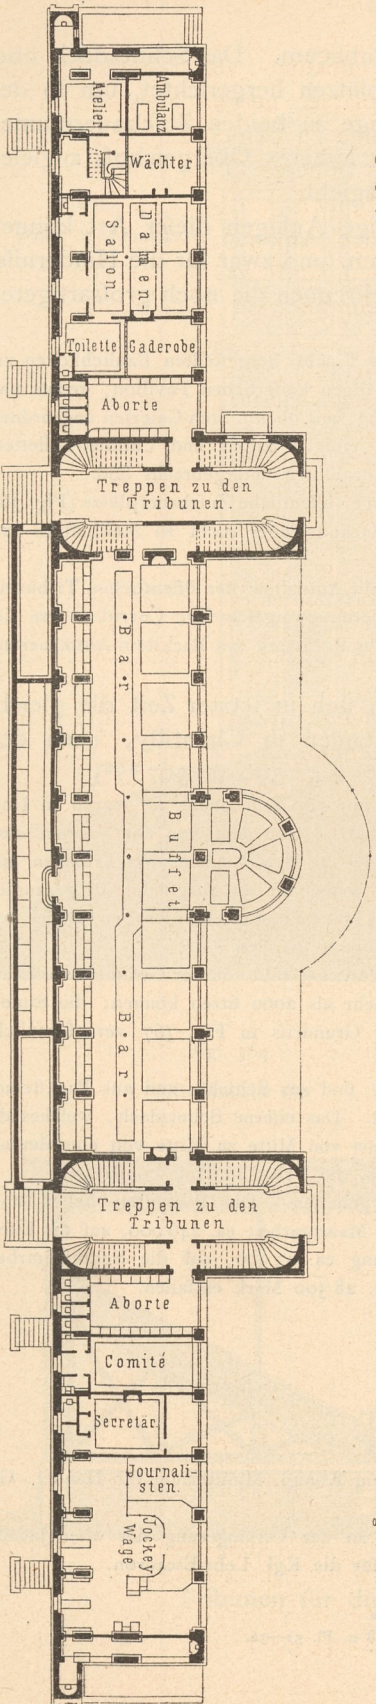 Atelier
Ambulanz
Wächter
Damen-
Salon
Toilette
Gaderobe
Aborte
Treppen zu den
Tribunen.
Bar
Buffet
Bar
Treppen zu den
Tribunen
Aborte
Comité
Secretär.
Journali-
sten.
Jockey
Wage